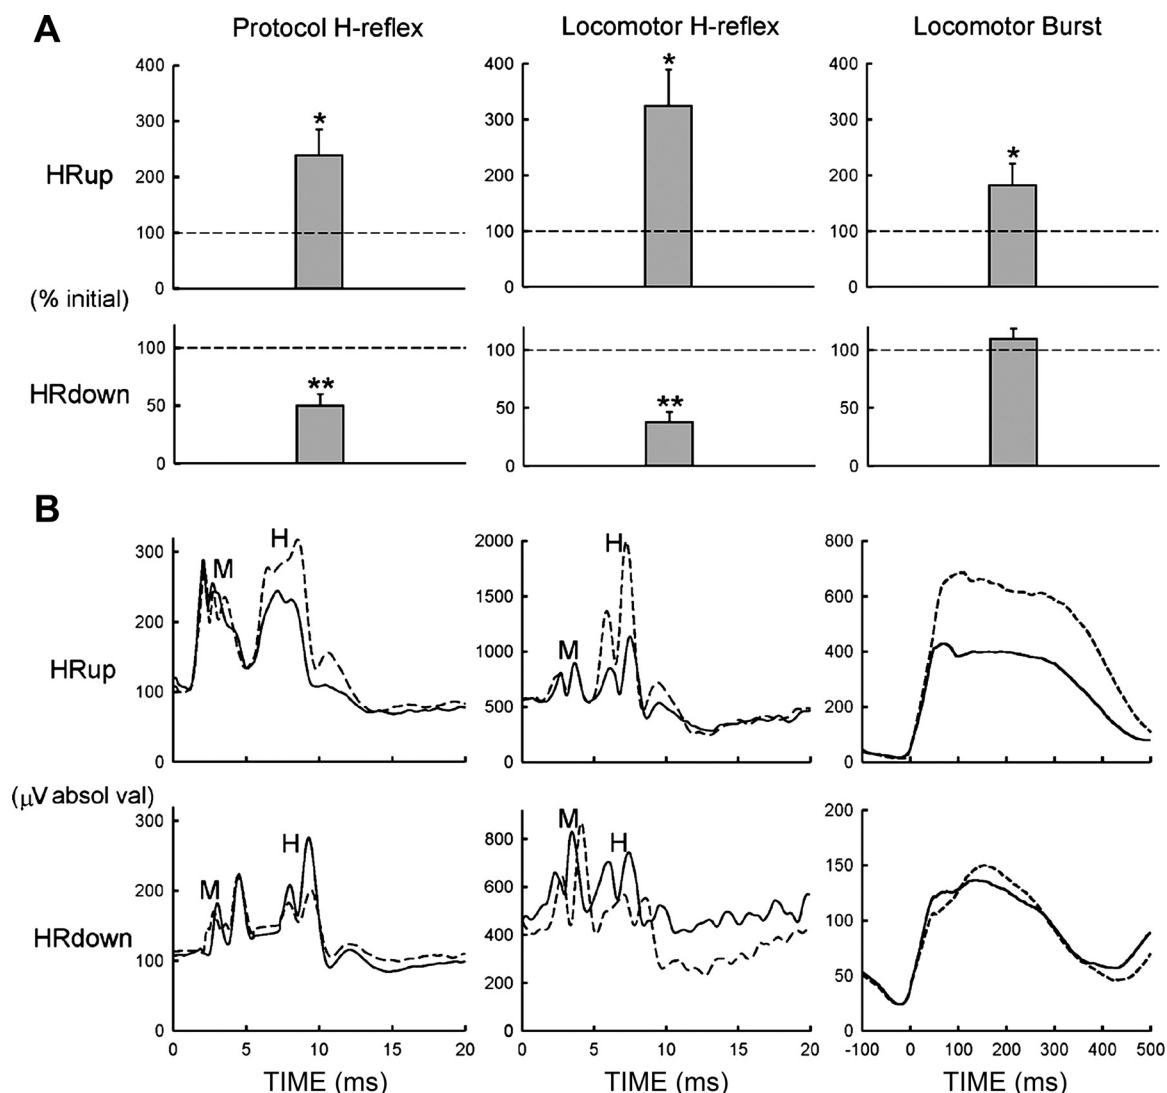 A
Protocol H-reflex Locomotor H-reflex Locomotor Burst
400 400 400
* * *
300 300 300
HRup
200 200 200
100 100 100
0 0 0
(% initial)
100 100 100
HRdown
** **
50 50 50
0 0 0
B
300 2000 800
M H M H
1500 600
HRup
200 1000 400
100 500 200
0 0 0
(μV absol val)
300 800 200
M H M H
600 150
200
HRdown
400 100
100 200 50
0 0 0
0 5 10 15 20 0 5 10 15 20 -100 0 100 200 300 400 500
TIME (ms) TIME (ms) TIME (ms)